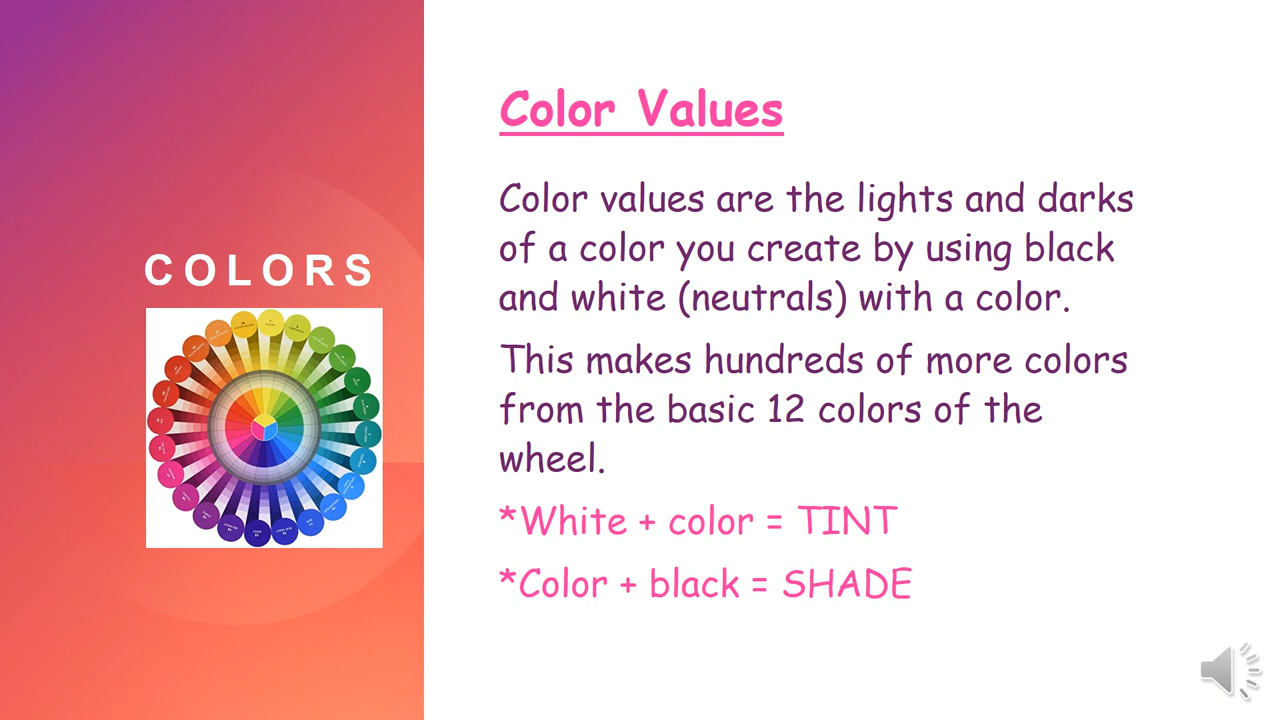 COLORS
Color Values
Color values are the lights and darks
of a color you create by using black
and white (neutrals) with a color.
This makes hundreds of more colors
from the basic 12 colors of the
wheel.
*White + color = TINT
*Color + black = SHADE